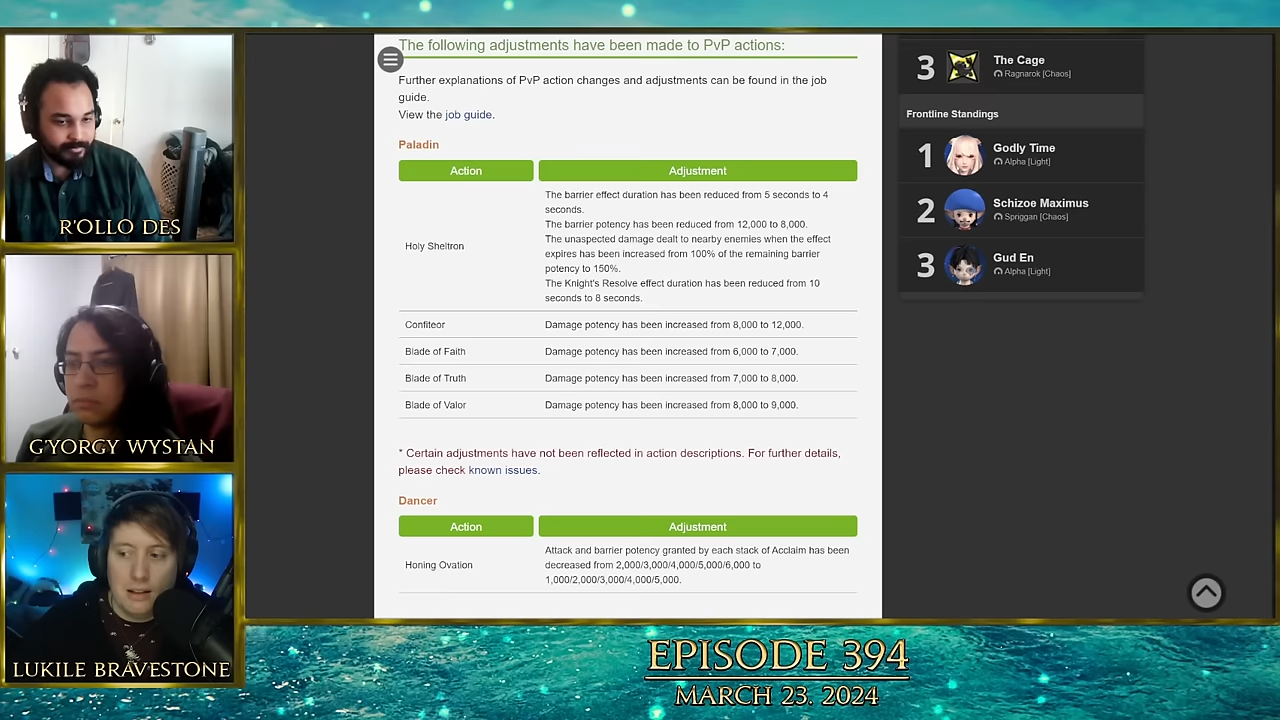 R'OLLO DES
G'YORGY WYSTAN
LUKILE BRAVESTONE
The following adjustments have been made to PvP actions:
Further explanations of PvP action changes and adjustments can be found in the job
guide.
View the job guide.
Paladin
Action Adjustment
Holy Sheltron
The barrier effect duration has been reduced from 5 seconds to 4
seconds.
The barrier potency has been reduced from 12,000 to 8,000.
The unaspected damage dealt to nearby enemies when the effect
expires has been increased from 100% of the remaining barrier
potency to 150%.
The Knight's Resolve effect duration has been reduced from 10
seconds to 8 seconds.
Confiteor Damage potency has been increased from 8,000 to 12,000.
Blade of Faith Damage potency has been increased from 6,000 to 7,000.
Blade of Truth Damage potency has been increased from 7,000 to 8,000.
Blade of Valor Damage potency has been increased from 8,000 to 9,000.
* Certain adjustments have not been reflected in action descriptions. For further details,
please check known issues.
Dancer
Action Adjustment
Honing Ovation
Attack and barrier potency granted by each stack of Acclaim has been
decreased from 2,000/3,000/4,000/5,000/6,000 to
1,000/2,000/3,000/4,000/5,000.
3 The Cage
Ragnarok [Chaos]
Frontline Standings
1 Godly Time
Alpha [Light]
2 Schizoe Maximus
Spriggan [Chaos]
3 Gud En
Alpha [Light]
EPISODE 394
MARCH 23. 2024